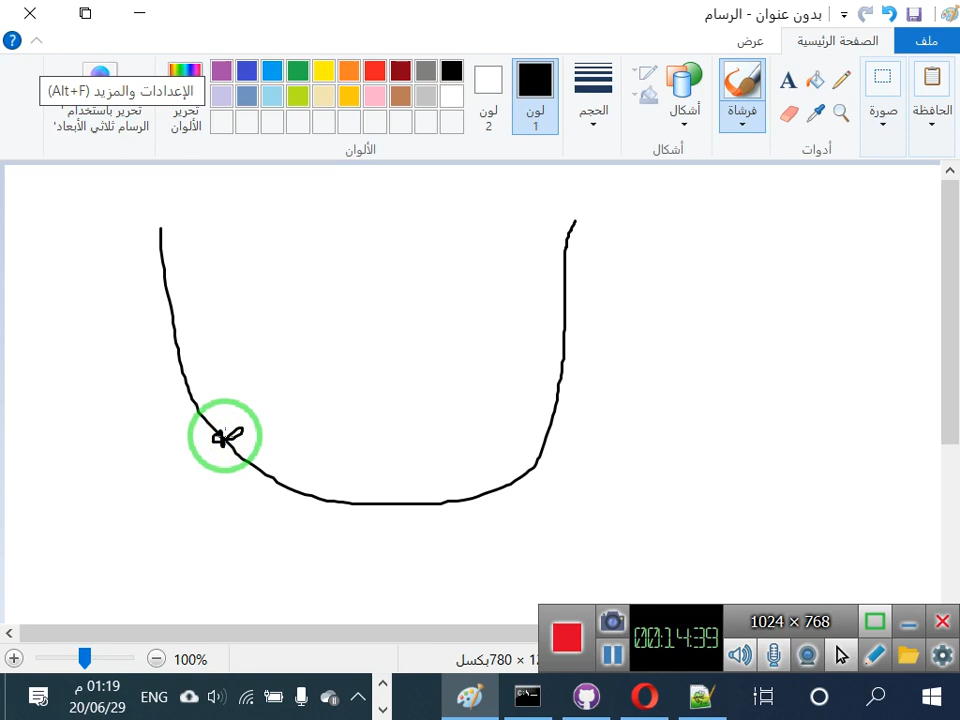 بدون عنوان - الرسام
ملف
الصفحة الرئيسية
عرض
الإعدادات والمزيد (Alt+F)
الحافظة
صورة
فرشاة
أشكال
الحجم
لون
1
لون
2
تحرير
الألوان
تحرير باستخدام "
الرسام ثلاثي الأبعاد"
أدوات
أشكال
الألوان
00:14:39
1024 × 768
100%
780بكسل
01:19 م
20/06/29
ENG